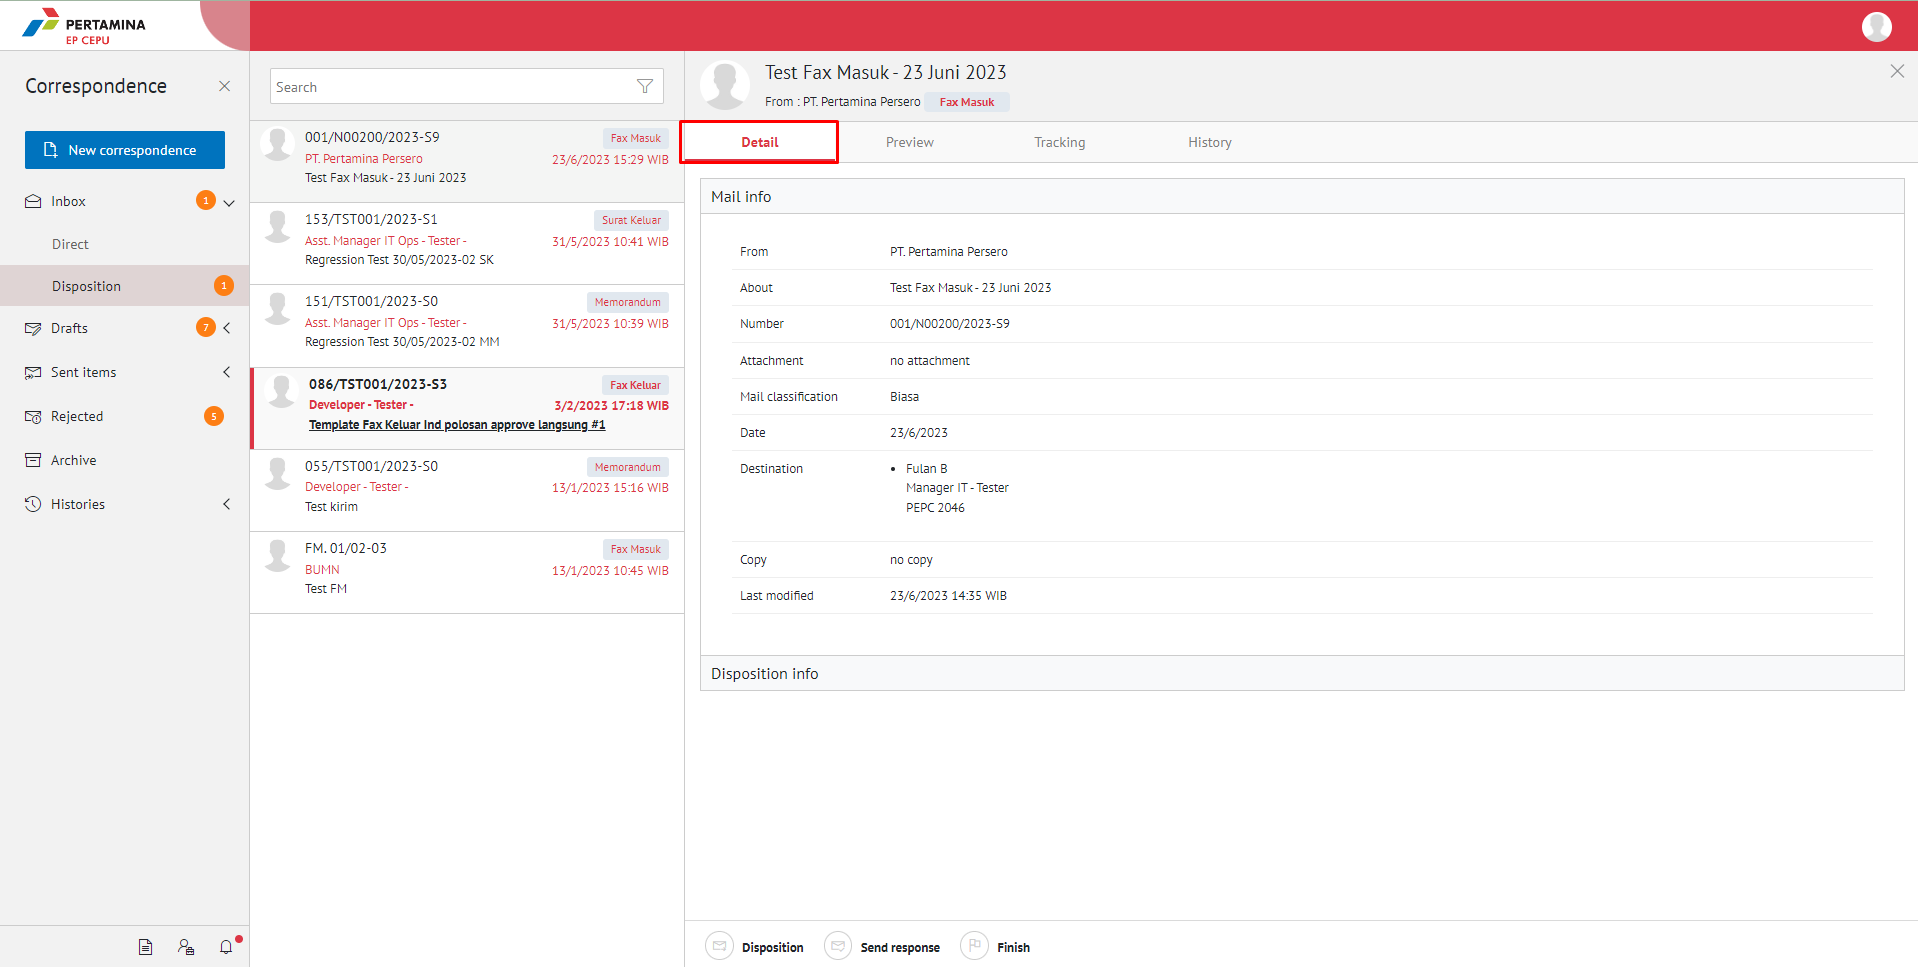 PERTAMINA
EP CEPU
Correspondence
New correspondence
Inbox 1
Direct
Disposition 1
Drafts 7
Sent items
Rejected 5
Archive
Histories
Search
001/N00200/2023-S9 Fax Masuk
PT. Pertamina Persero 23/6/2023 15:29 WIB
Test Fax Masuk - 23 Juni 2023
153/TST001/2023-S1 Surat Keluar
Asst. Manager IT Ops - Tester - 31/5/2023 10:41 WIB
Regression Test 30/05/2023-02 SK
151/TST001/2023-S0 Memorandum
Asst. Manager IT Ops - Tester - 31/5/2023 10:39 WIB
Regression Test 30/05/2023-02 MM
086/TST001/2023-S3 Fax Keluar
Developer - Tester - 3/2/2023 17:18 WIB
Template Fax Keluar Ind polosan approve langsung #1
055/TST001/2023-S0 Memorandum
Developer - Tester - 13/1/2023 15:16 WIB
Test kirim
FM. 01/02-03 Fax Masuk
BUMN 13/1/2023 10:45 WIB
Test FM
Test Fax Masuk - 23 Juni 2023
From : PT. Pertamina Persero Fax Masuk
Detail Preview Tracking History
Mail info
From PT. Pertamina Persero
About Test Fax Masuk - 23 Juni 2023
Number 001/N00200/2023-S9
Attachment no attachment
Mail classification Biasa
Date 23/6/2023
Destination • Fulan B
Manager IT - Tester
PEPC 2046
Copy no copy
Last modified 23/6/2023 14:35 WIB
Disposition info
Disposition Send response Finish